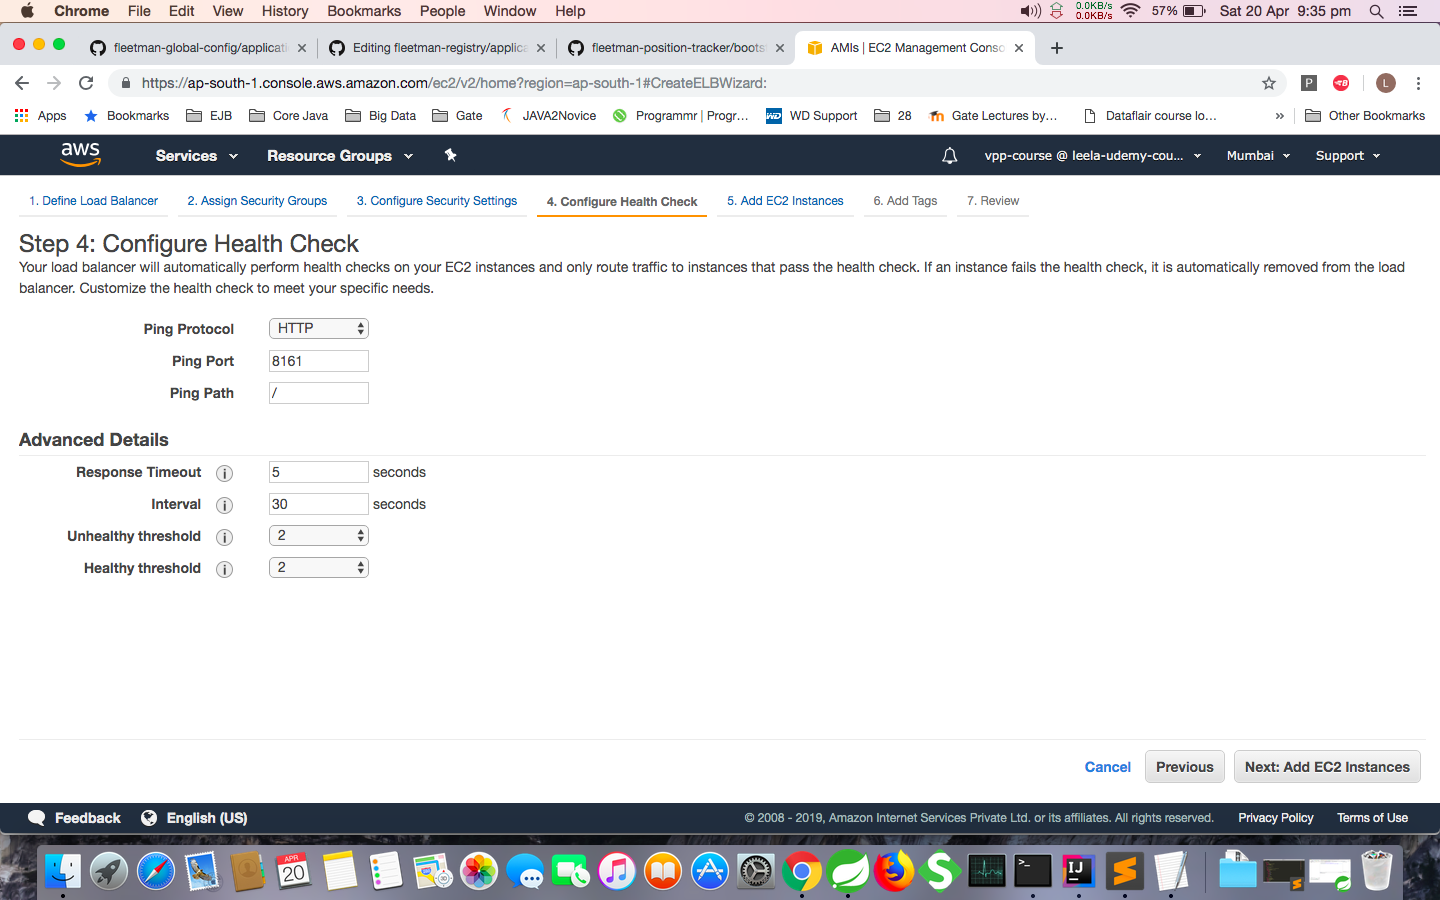 Chrome File Edit View History Bookmarks People Window Help 0.0KB/s 0.0KB/s 57% Sat 20 Apr 9:35 pm
fleetman-global-config/applicati Editing fleetman-registry/applica fleetman-position-tracker/boots AMIs | EC2 Management Conso
https://ap-south-1.console.aws.amazon.com/ec2/v2/home?region=ap-south-1#CreateELBWizard: P L
Apps Bookmarks EJB Core Java Big Data Gate JAVA2Novice Programmr | Progr... WD WD Support 28 Gate Lectures by... Dataflair course lo... » Other Bookmarks
aws Services Resource Groups vpp-course @ leela-udemy-cou... Mumbai Support
1. Define Load Balancer 2. Assign Security Groups 3. Configure Security Settings 4. Configure Health Check 5. Add EC2 Instances 6. Add Tags 7. Review
Step 4: Configure Health Check
Your load balancer will automatically perform health checks on your EC2 instances and only route traffic to instances that pass the health check. If an instance fails the health check, it is automatically removed from the load
balancer. Customize the health check to meet your specific needs.
Ping Protocol HTTP
Ping Port 8161
Ping Path /
Advanced Details
Response Timeout i 5 seconds
Interval i 30 seconds
Unhealthy threshold i 2
Healthy threshold i 2
Cancel Previous Next: Add EC2 Instances
Feedback English (US) © 2008 - 2019, Amazon Internet Services Private Ltd. or its affiliates. All rights reserved. Privacy Policy Terms of Use
APR
20
IJ